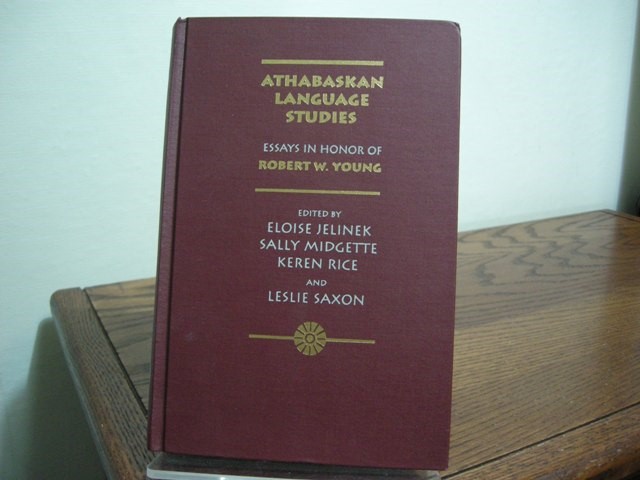 ATHABASKAN
LANGUAGE
STUDIES
ESSAYS IN HONOR OF
ROBERT W. YOUNG
EDITED BY
ELOISE JELINEK
SALLY MIDGETTE
KEREN RICE
AND
LESLIE SAXON